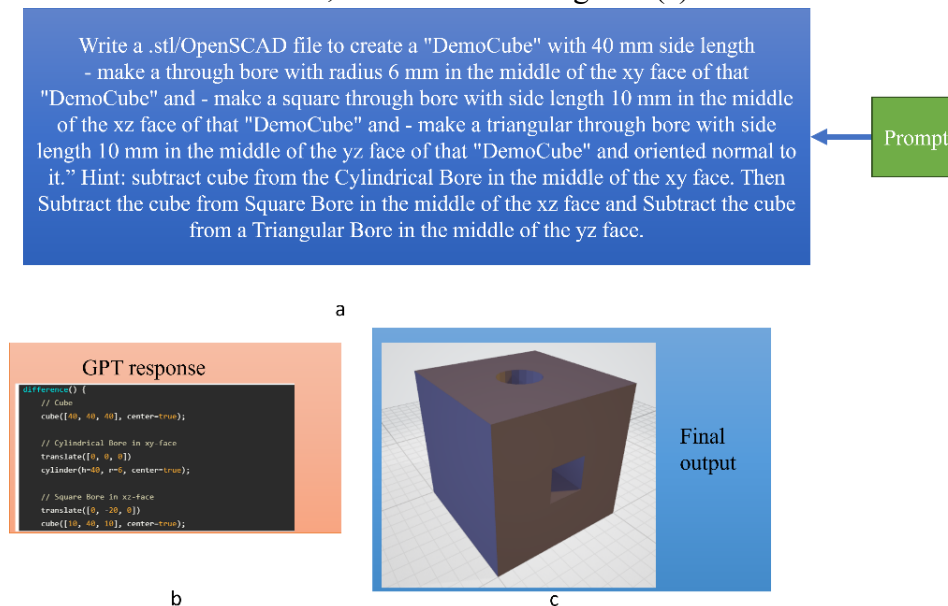 Write a .stl/OpenSCAD file to create a "DemoCube" with 40 mm side length
- make a through bore with radius 6 mm in the middle of the xy face of that
"DemoCube" and - make a square through bore with side length 10 mm in the middle
of the xz face of that "DemoCube" and - make a triangular through bore with side
length 10 mm in the middle of the yz face of that "DemoCube" and oriented normal to
it.” Hint: subtract cube from the Cylindrical Bore in the middle of the xy face. Then
Subtract the cube from Square Bore in the middle of the xz face and Subtract the cube
from a Triangular Bore in the middle of the yz face.
Prompt
a
GPT response
difference() {
// Cube
cube([40, 40, 40], center=true);
// Cylindrical Bore in xy-face
translate([0, 0, 0])
cylinder(h=40, r=6, center=true);
// Square Bore in xz-face
translate([0, -20, 0])
cube([10, 40, 10], center=true);
b
Final
output
c